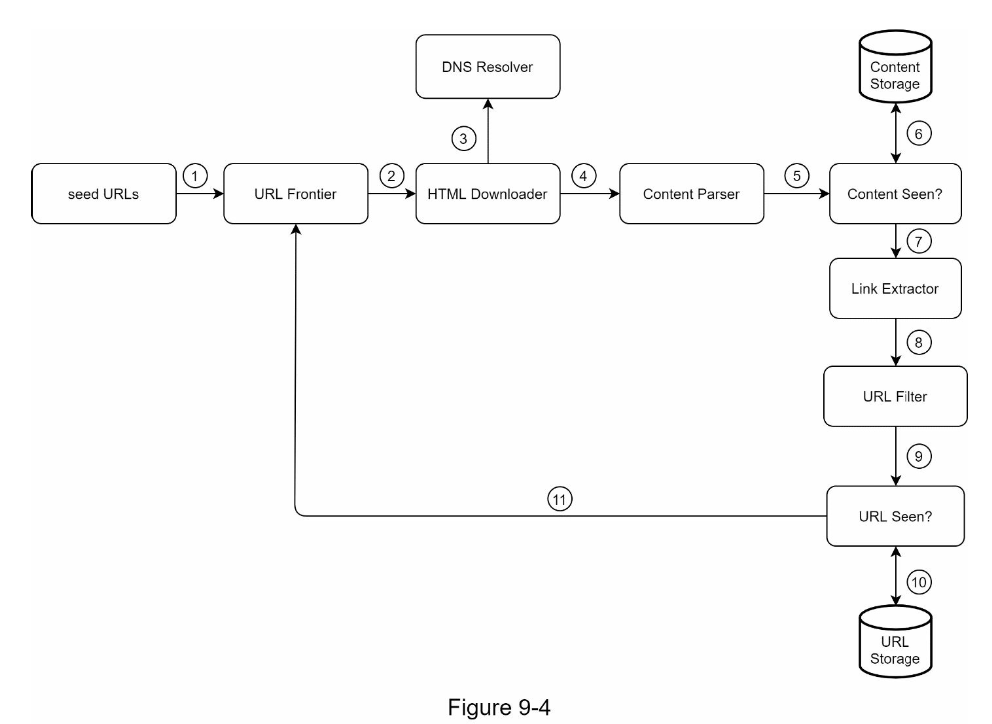 DNS Resolver
Content
Storage
3
6
seed URLs
1
URL Frontier
2
HTML Downloader
4
Content Parser
5
Content Seen?
7
Link Extractor
8
URL Filter
9
11
URL Seen?
10
URL
Storage
Figure 9-4